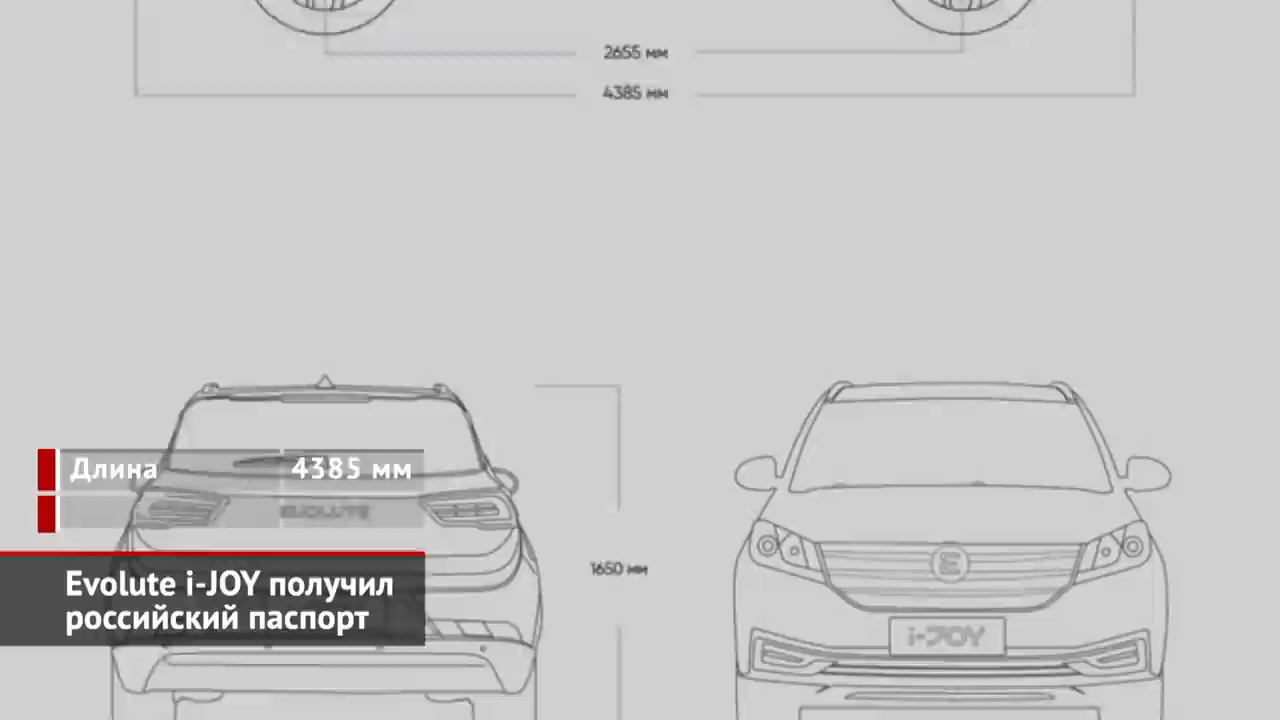 2655 мм
4385 мм
Длина 4385 мм
EVOLUTE
1650 мм
E
i-JOY
Evolute i-JOY получил
российский паспорт